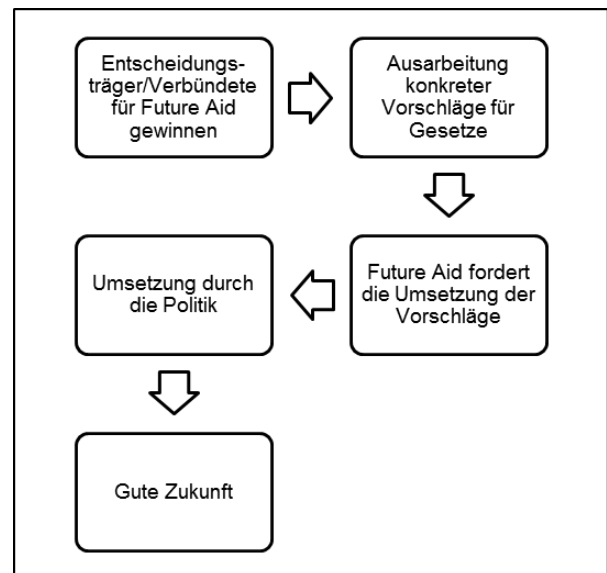 Entscheidungs-
träger/Verbündete
für Future Aid
gewinnen
Ausarbeitung
konkreter
Vorschläge für
Gesetze
Future Aid fordert
die Umsetzung der
Vorschläge
Umsetzung durch
die Politik
Gute Zukunft